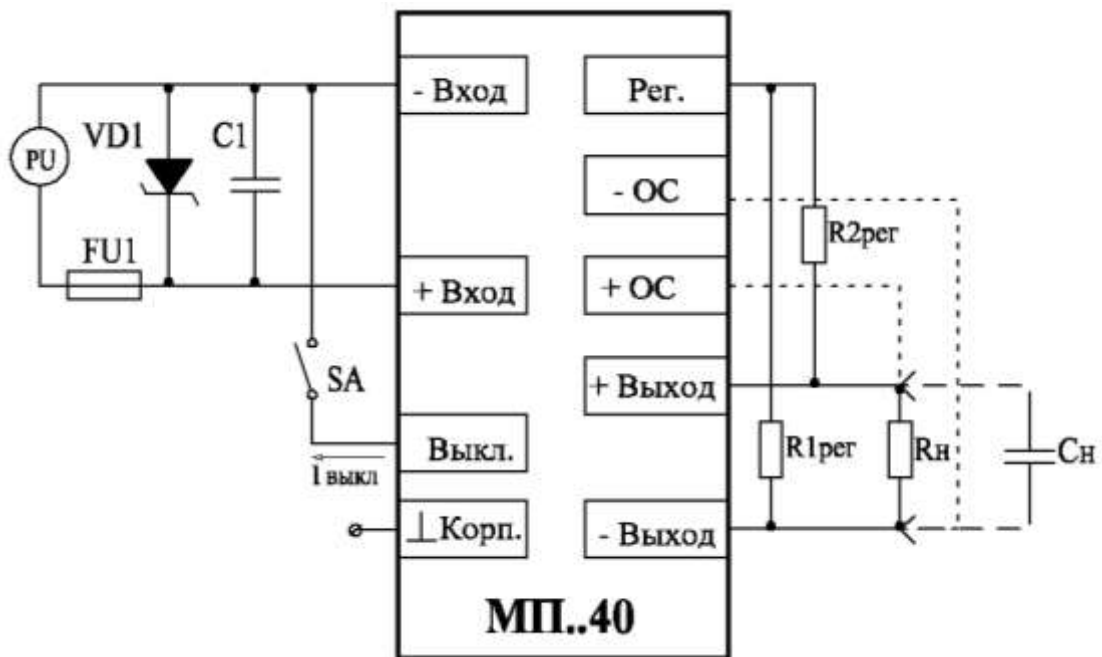 - Вход
Рег.
VD1
C1
PU
- ОС
R2рег
FU1
+ Вход
+ ОС
SA
+ Выход
Выкл.
R1рег
Rн
Cн
I выкл
⊥ Корп.
- Выход
МП..40